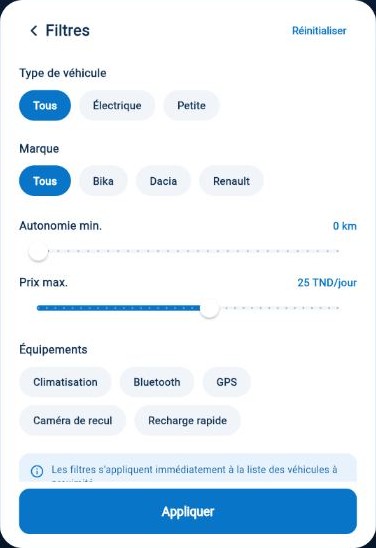 Filtres
Réinitialiser
Type de véhicule
Tous
Électrique
Petite
Marque
Tous
Bika
Dacia
Renault
Autonomie min.
0 km
Prix max.
25 TND/jour
Équipements
Climatisation
Bluetooth
GPS
Caméra de recul
Recharge rapide
Les filtres s'appliquent immédiatement à la liste des véhicules à
Appliquer